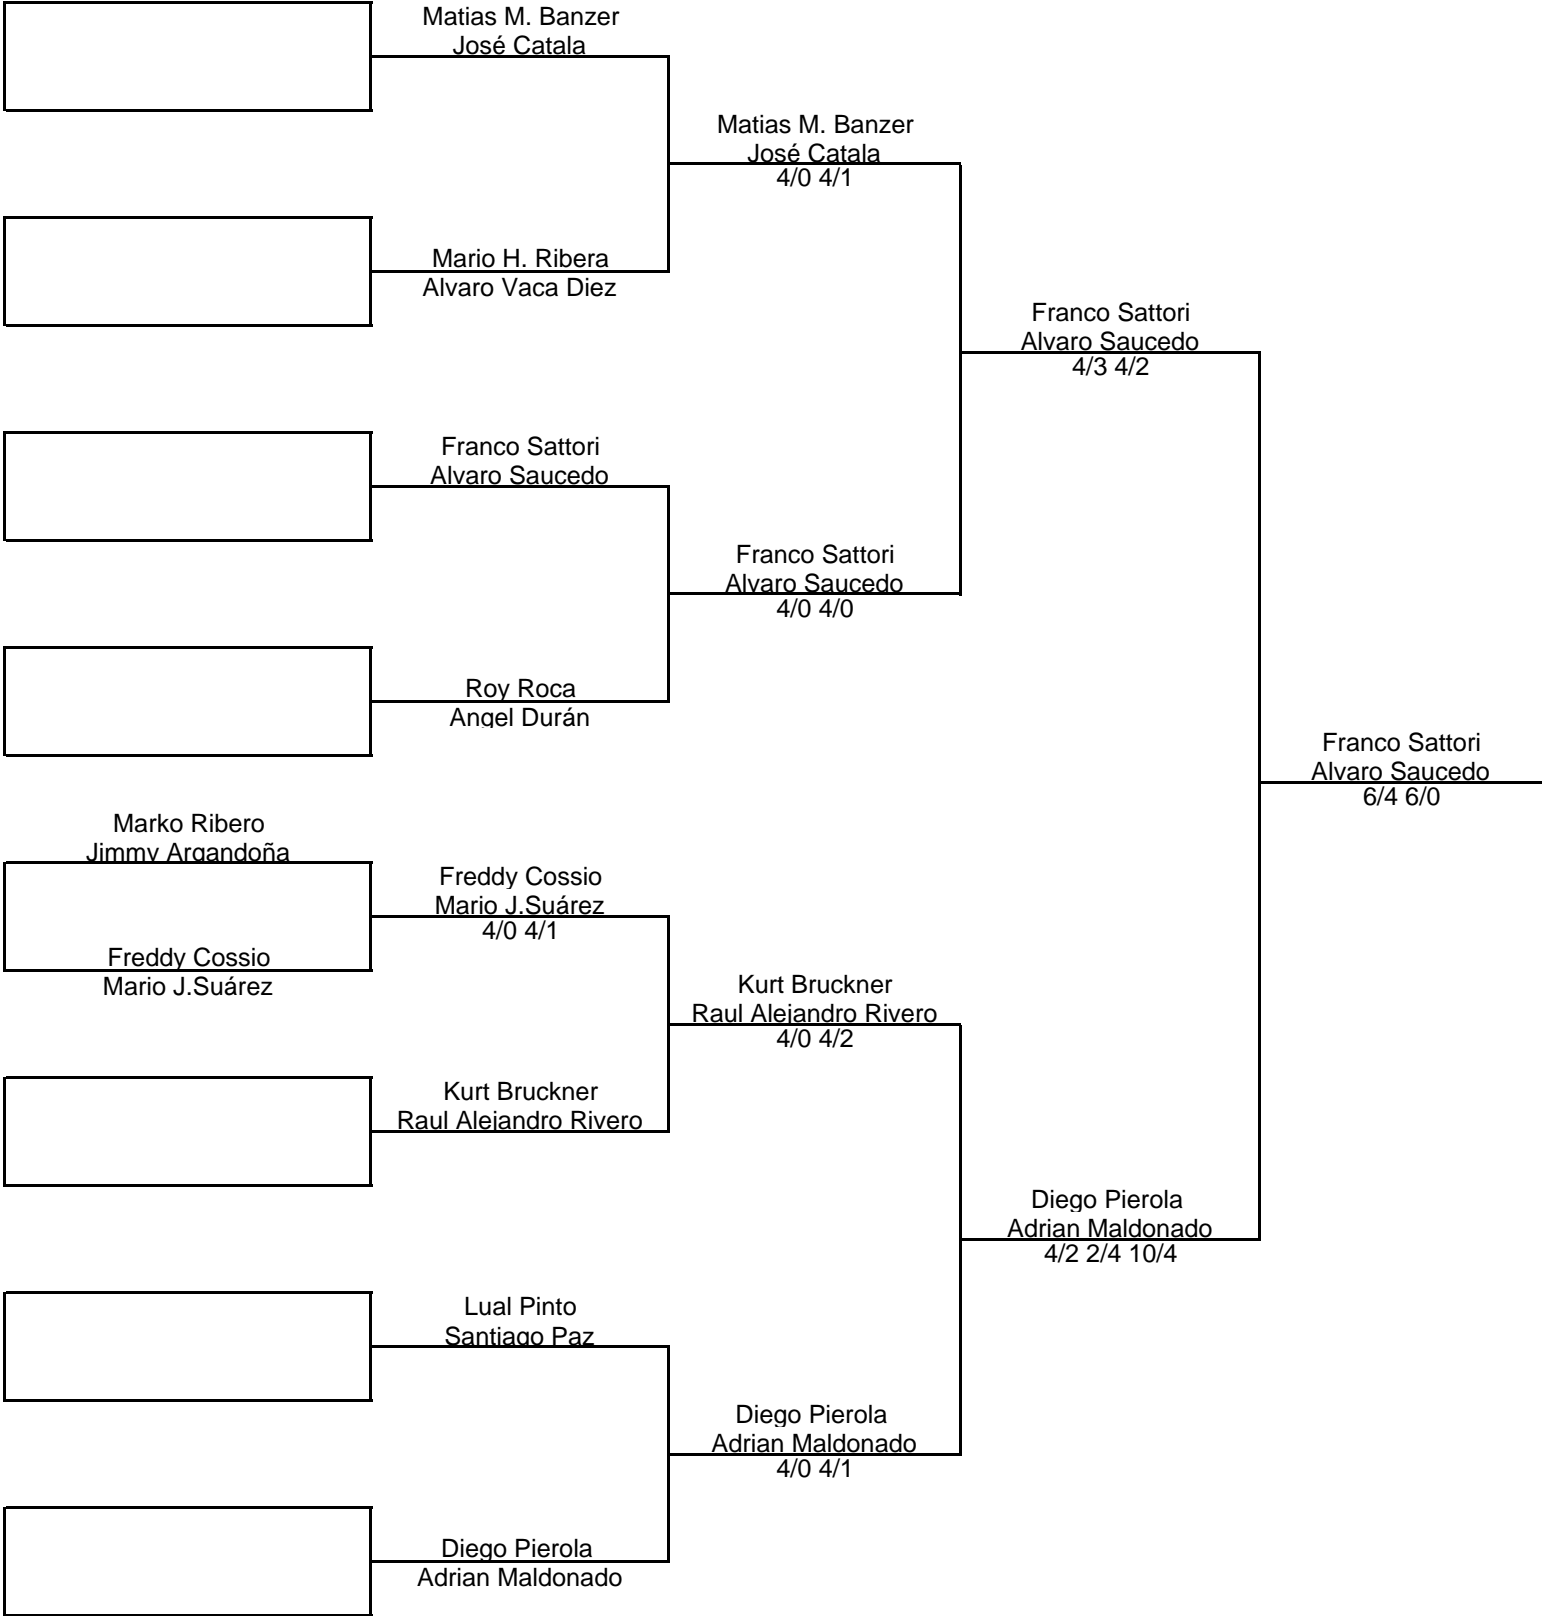 Matias M. Banzer
José Catala
Matias M. Banzer
José Catala
4/0 4/1
Mario H. Ribera
Alvaro Vaca Diez
Franco Sattori
Alvaro Saucedo
4/3 4/2
Franco Sattori
Alvaro Saucedo
Franco Sattori
Alvaro Saucedo
4/0 4/0
Roy Roca
Angel Durán
Franco Sattori
Alvaro Saucedo
6/4 6/0
Marko Ribero
Jimmy Argandoña
Freddy Cossio
Mario J.Suárez
4/0 4/1
Freddy Cossio
Mario J.Suárez
Kurt Bruckner
Raul Alejandro Rivero
4/0 4/2
Kurt Bruckner
Raul Alejandro Rivero
Diego Pierola
Adrian Maldonado
4/2 2/4 10/4
Lual Pinto
Santiago Paz
Diego Pierola
Adrian Maldonado
4/0 4/1
Diego Pierola
Adrian Maldonado